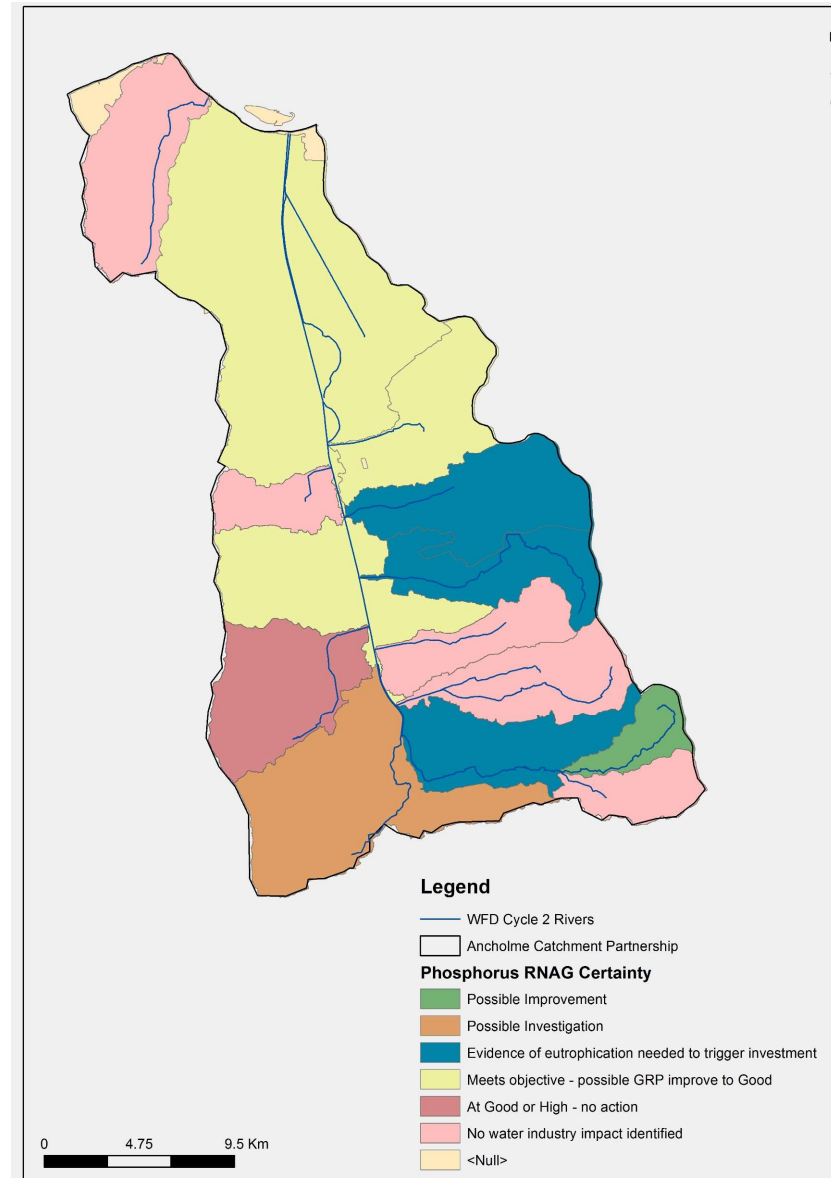 Legend
WFD Cycle 2 Rivers
Ancholme Catchment Partnership
Phosphorus RNAG Certainty
Possible Improvement
Possible Investigation
Evidence of eutrophication needed to trigger investment
Meets objective - possible GRP improve to Good
At Good or High - no action
No water industry impact identified
<Null>
0 4.75 9.5 Km